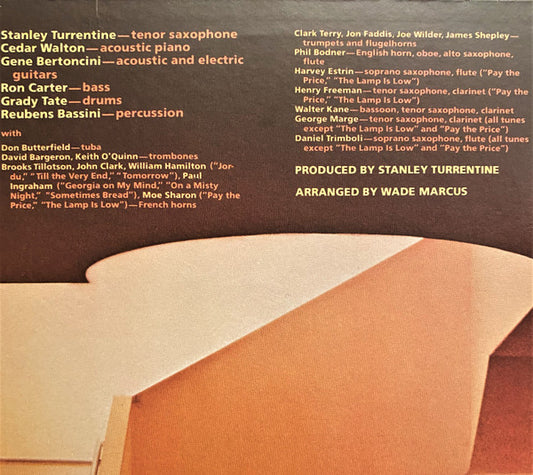 Stanley Turrentine—tenor saxophone
Cedar Walton—acoustic piano
Gene Bertoncini—acoustic and electric
guitars
Ron Carter—bass
Grady Tate—drums
Reubens Bassini—percussion
with
Don Butterfield—tuba
David Bargeron, Keith O'Quinn—trombones
Brooks Tillotson, John Clark, William Hamilton ("Jor-
du," "Till the Very End," "Tomorrow"), Paul
Ingraham ("Georgia on My Mind," "On a Misty
Night," "Sometimes Bread"), Moe Sharon ("Pay the
Price," "The Lamp Is Low")—French horns
Clark Terry, Jon Faddis, Joe Wilder, James Shepley—
trumpets and flugelhorns
Phil Bodner—English horn, oboe, alto saxophone,
flute
Harvey Estrin—soprano saxophone, flute ("Pay the
Price," "The Lamp Is Low")
Henry Freeman—tenor saxophone, clarinet ("Pay the
Price," "The Lamp Is Low")
Walter Kane—bassoon, tenor saxophone, clarinet
George Marge—tenor saxophone, clarinet (all tunes
except "The Lamp Is Low" and "Pay the Price")
Daniel Trimboli—soprano saxophone, flute (all tunes
except "The Lamp Is Low" and "Pay the Price")
PRODUCED BY STANLEY TURRENTINE
ARRANGED BY WADE MARCUS